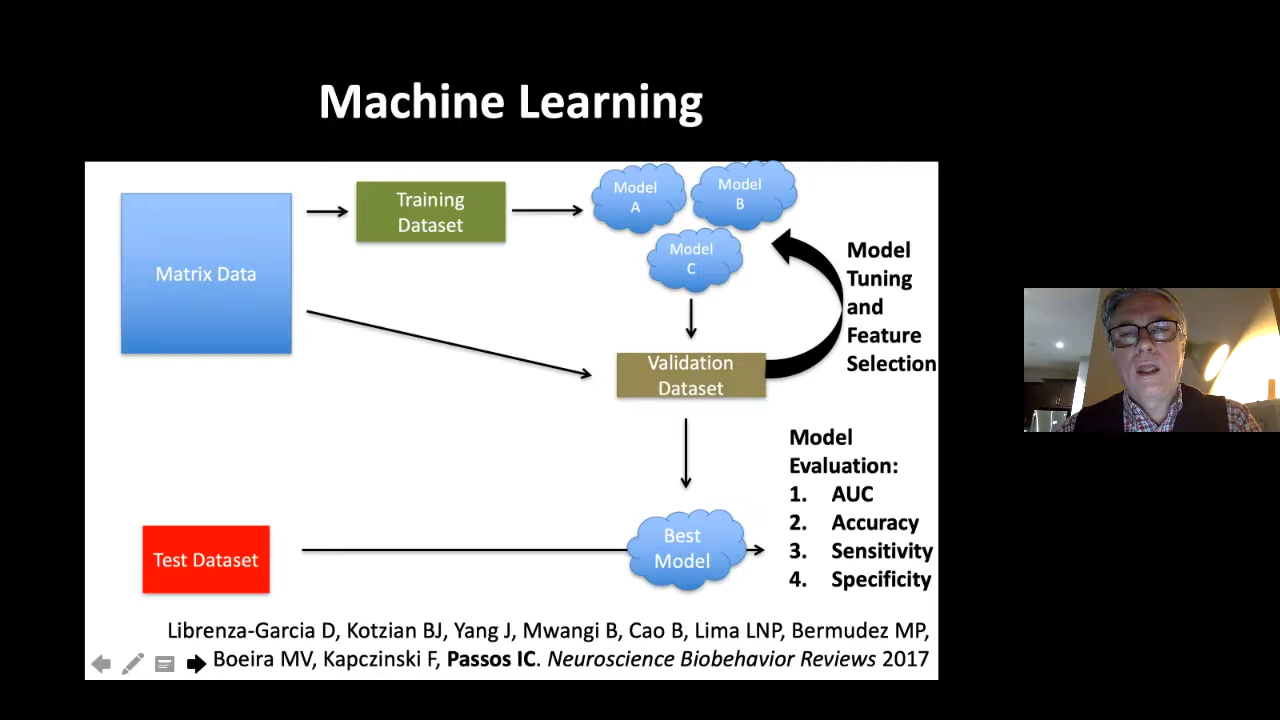 Machine Learning
Matrix Data
Training
Dataset
Model
A
Model
B
Model
C
Model
Tuning
and
Feature
Selection
Validation
Dataset
Model
Evaluation:
1. AUC
2. Accuracy
3. Sensitivity
4. Specificity
Test Dataset
Best
Model
Librenza-Garcia D, Kotzian BJ, Yang J, Mwangi B, Cao B, Lima LNP, Bermudez MP,
Boeira MV, Kapczinski F, Passos IC. Neuroscience Biobehavior Reviews 2017